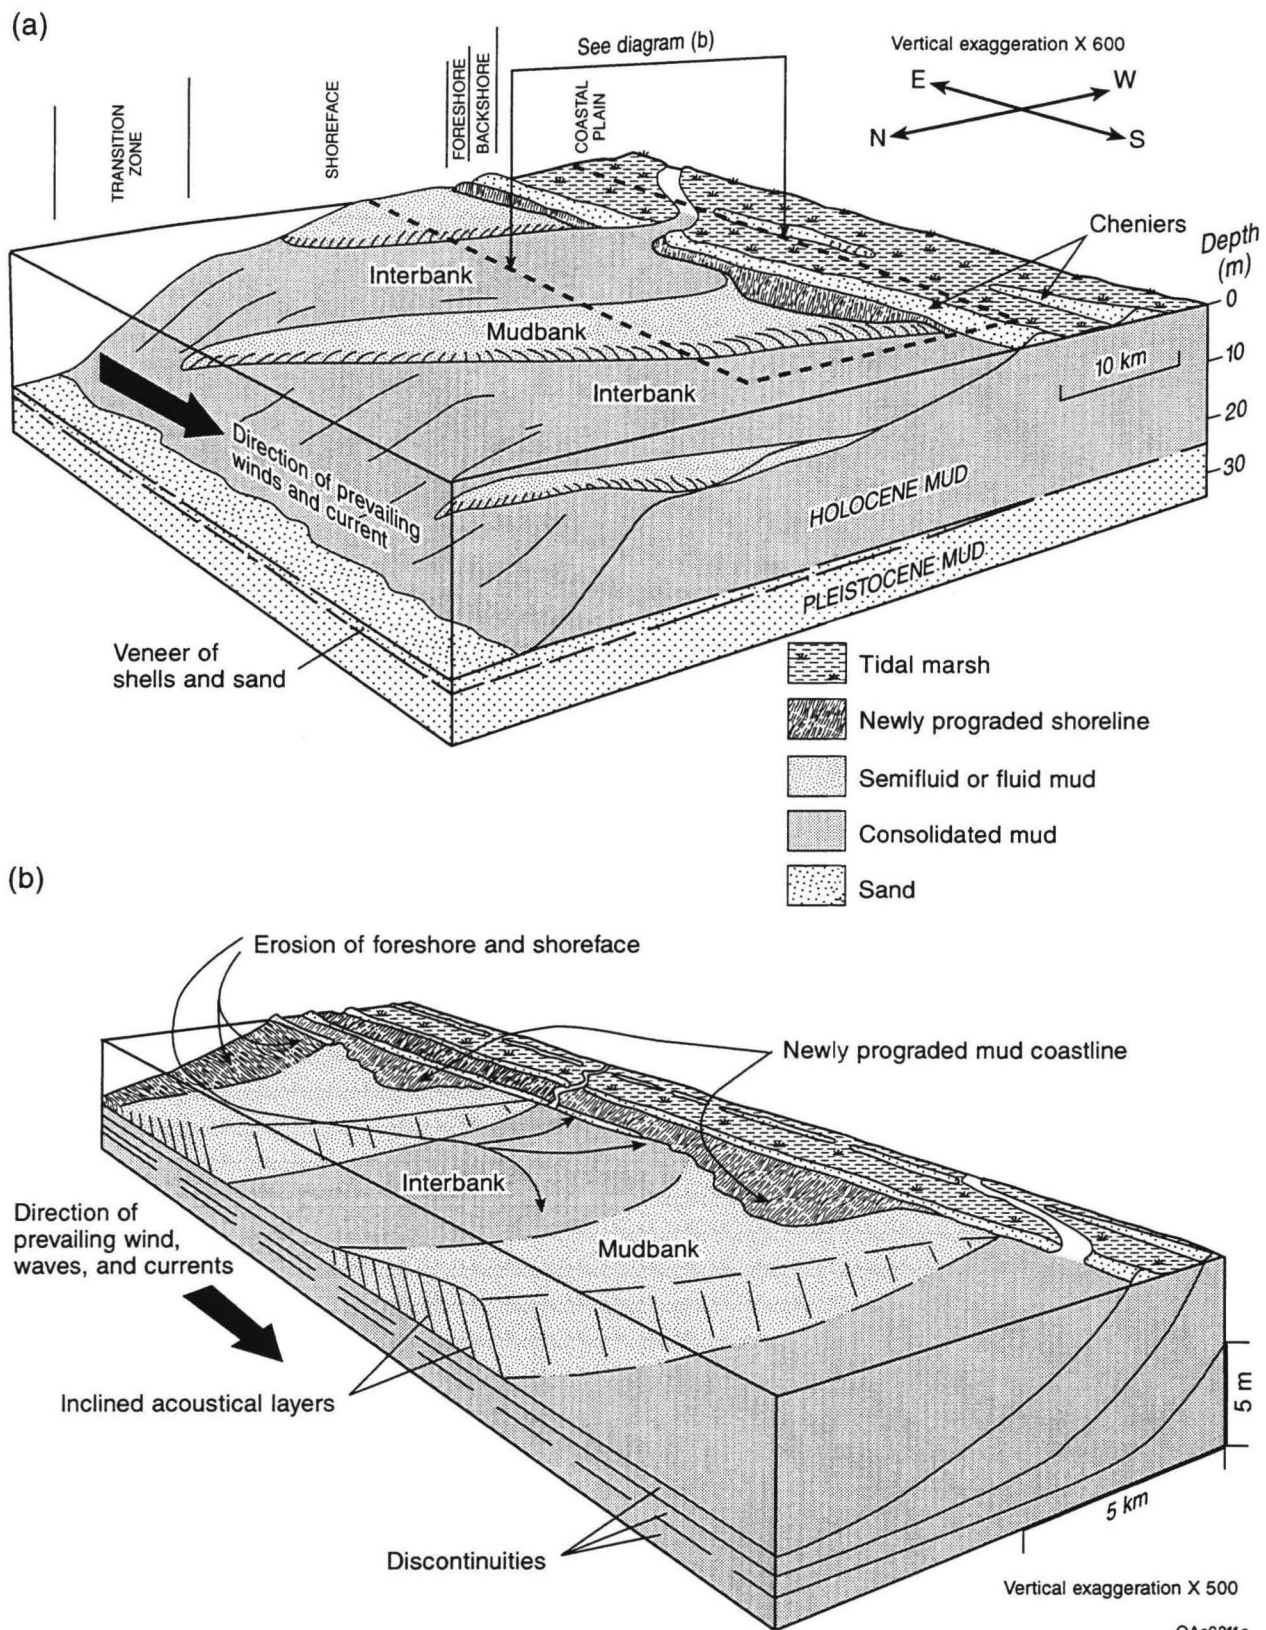 (a)
See diagram (b)
Vertical exaggeration X 600
E
W
N
S
TRANSITION
ZONE
SHOREFACE
FORESHORE
BACKSHORE
COASTAL
PLAIN
Cheniers
Depth
(m)
0
10
20
30
10 km
Interbank
Mudbank
Interbank
Direction of prevailing
winds and current
HOLOCENE MUD
PLEISTOCENE MUD
Veneer of
shells and sand
Tidal marsh
Newly prograded shoreline
Semifluid or fluid mud
Consolidated mud
Sand
(b)
Erosion of foreshore and shoreface
Newly prograded mud coastline
Interbank
Mudbank
Direction of
prevailing wind,
waves, and currents
Inclined acoustical layers
Discontinuities
5 m
5 km
Vertical exaggeration X 500